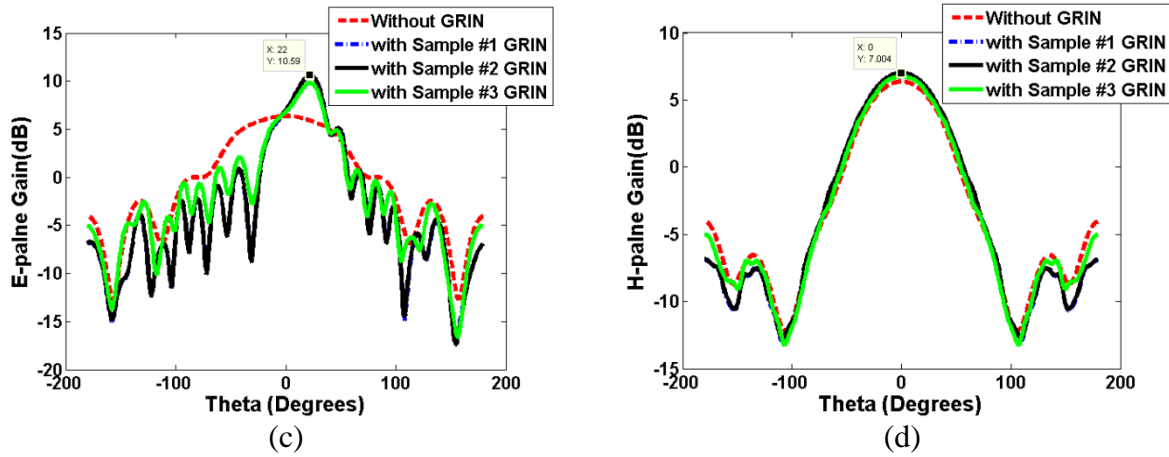 E-palne Gain(dB)
15
10
5
0
-5
-10
-15
-20
X: 22
Y: 10.59
Without GRIN
with Sample #1 GRIN
with Sample #2 GRIN
with Sample #3 GRIN
-200
-100
0
100
200
Theta (Degrees)
(c)
H-palne Gain(dB)
15
10
5
0
-5
-10
-15
X: 0
Y: 7.004
Without GRIN
with Sample #1 GRIN
with Sample #2 GRIN
with Sample #3 GRIN
-200
-100
0
100
200
Theta (Degrees)
(d)